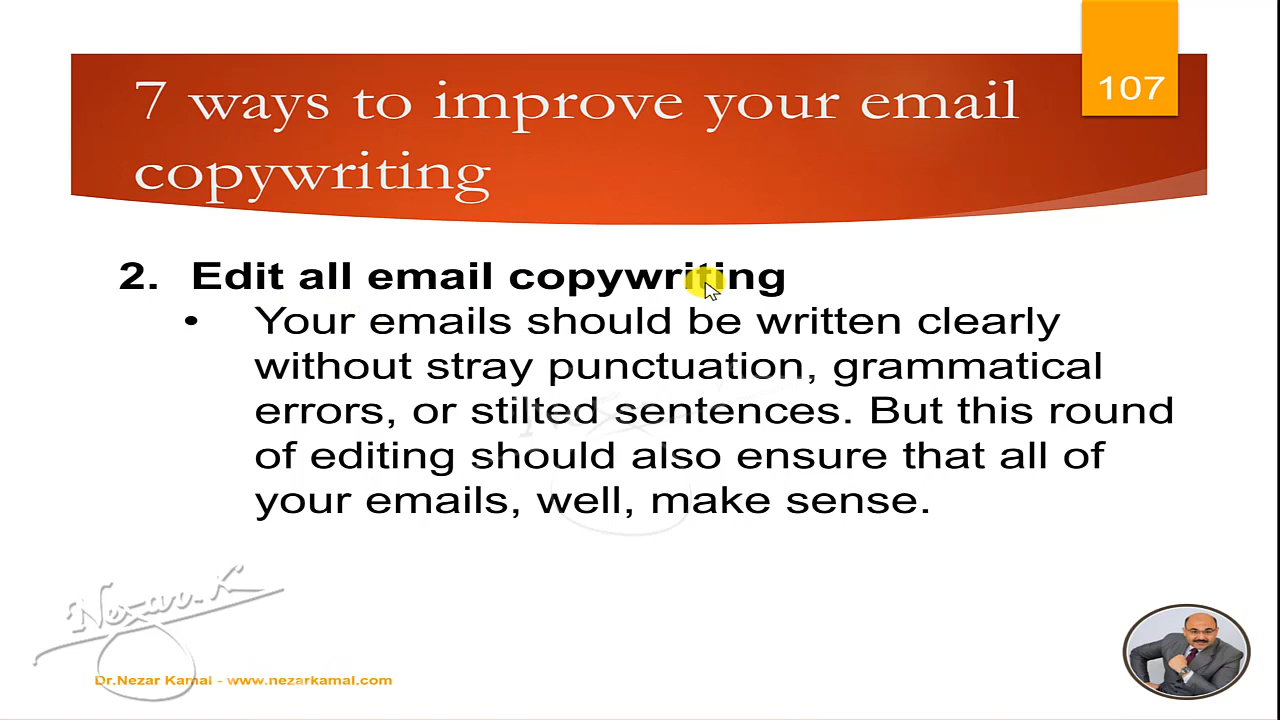 107
7 ways to improve your email
copywriting
2. Edit all email copywriting
• Your emails should be written clearly
without stray punctuation, grammatical
errors, or stilted sentences. But this round
of editing should also ensure that all of
your emails, well, make sense.
Nezar.K
Dr.Nezar Kamal - www.nezarkamal.com